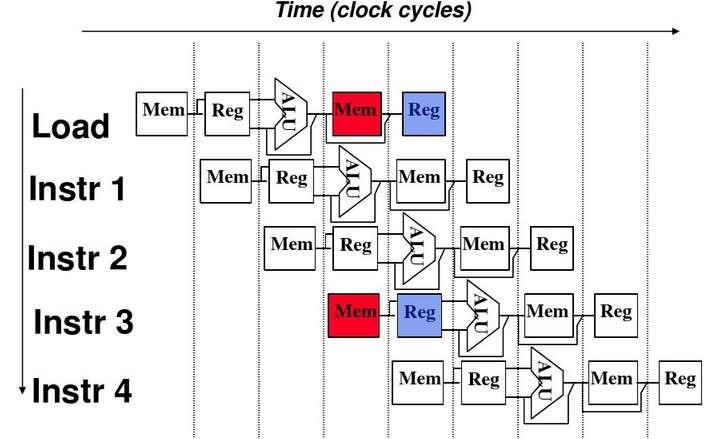 Time (clock cycles)
Load Mem Reg ALU Mem Reg
Instr 1 Mem Reg ALU Mem Reg
Instr 2 Mem Reg ALU Mem Reg
Instr 3 Mem Reg ALU Mem Reg
Instr 4 Mem Reg ALU Mem Reg